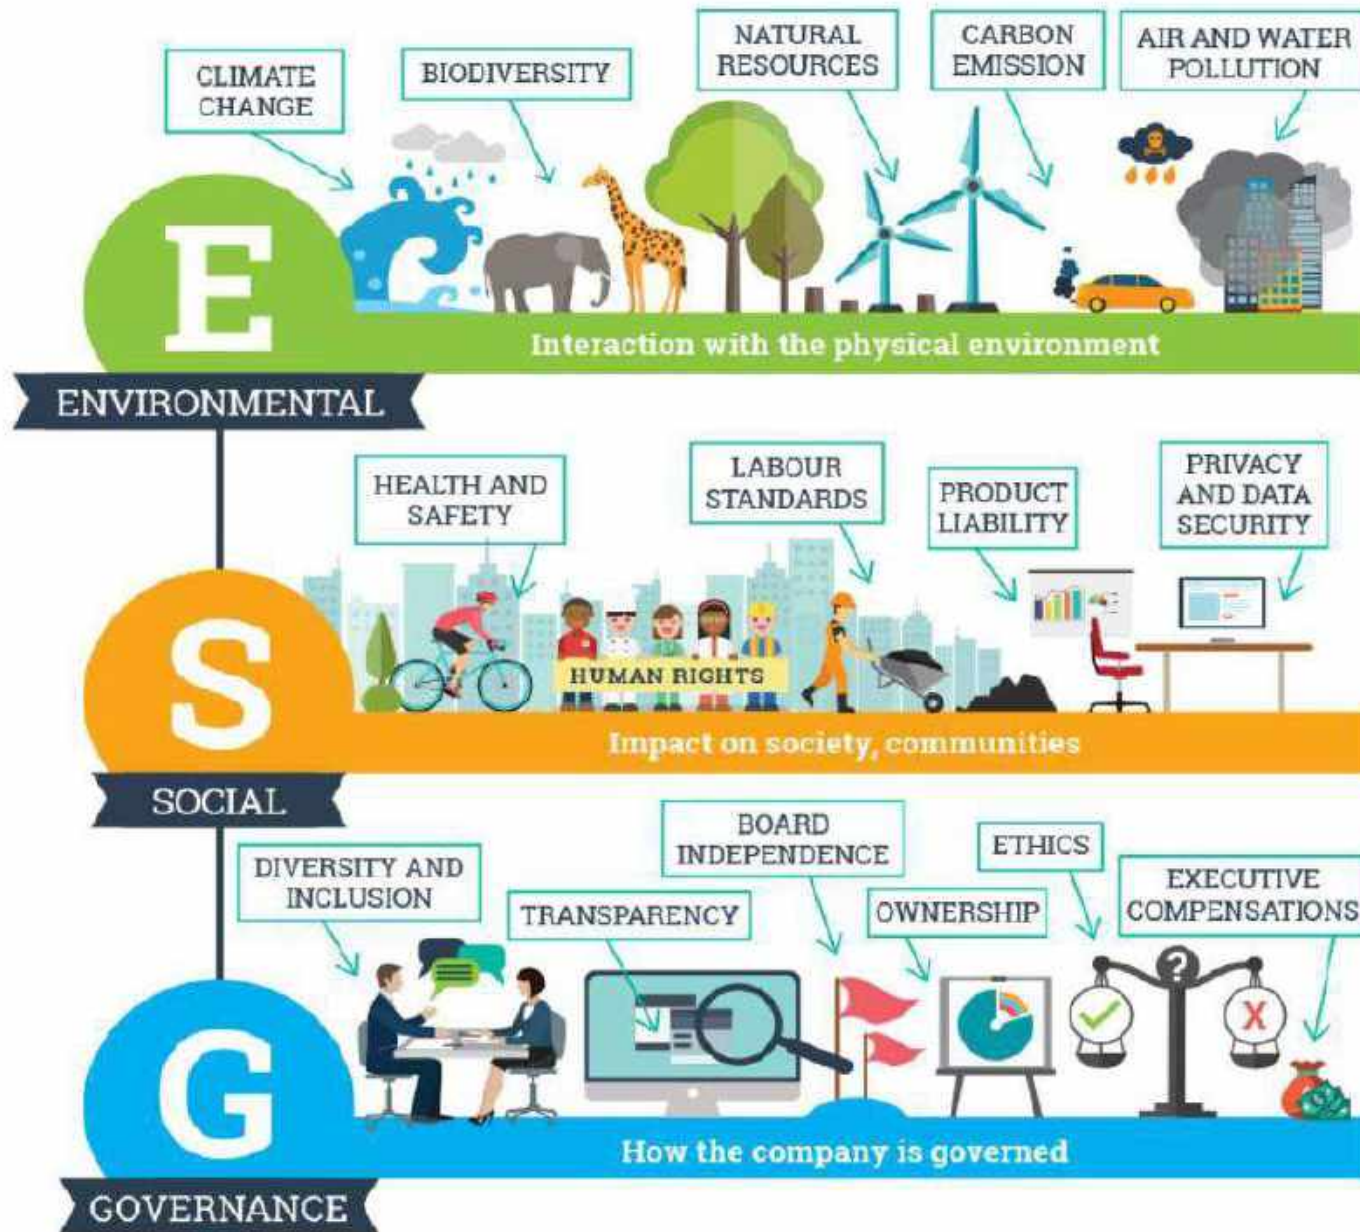 CLIMATE
CHANGE
BIODIVERSITY
NATURAL
RESOURCES
CARBON
EMISSION
AIR AND WATER
POLLUTION
E
Interaction with the physical environment
ENVIRONMENTAL
HEALTH AND
SAFETY
LABOUR
STANDARDS
PRODUCT
LIABILITY
PRIVACY
AND DATA
SECURITY
HUMAN RIGHTS
S
Impact on society, communities
SOCIAL
DIVERSITY AND
INCLUSION
TRANSPARENCY
BOARD
INDEPENDENCE
OWNERSHIP
ETHICS
EXECUTIVE
COMPENSATIONS
?
X
G
How the company is governed
GOVERNANCE